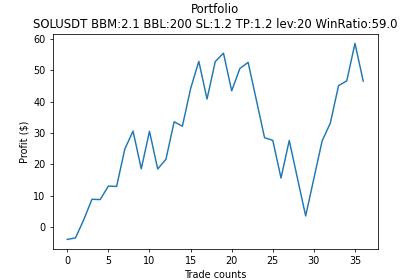 Portfolio
SOLUSDT BBM:2.1 BBL:200 SL:1.2 TP:1.2 lev:20 WinRatio:59.0
60
50
40
30
20
10
0
Profit ($)
0 5 10 15 20 25 30 35
Trade counts